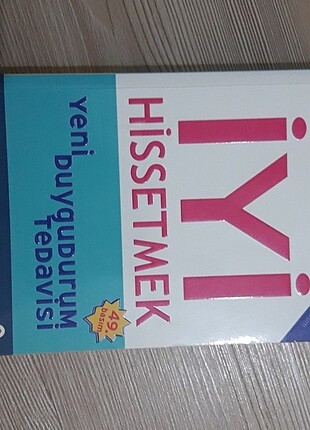 İYİ
HİSSETMEK
Yeni
DuyguDuruM
TeDavisi
49.
basım